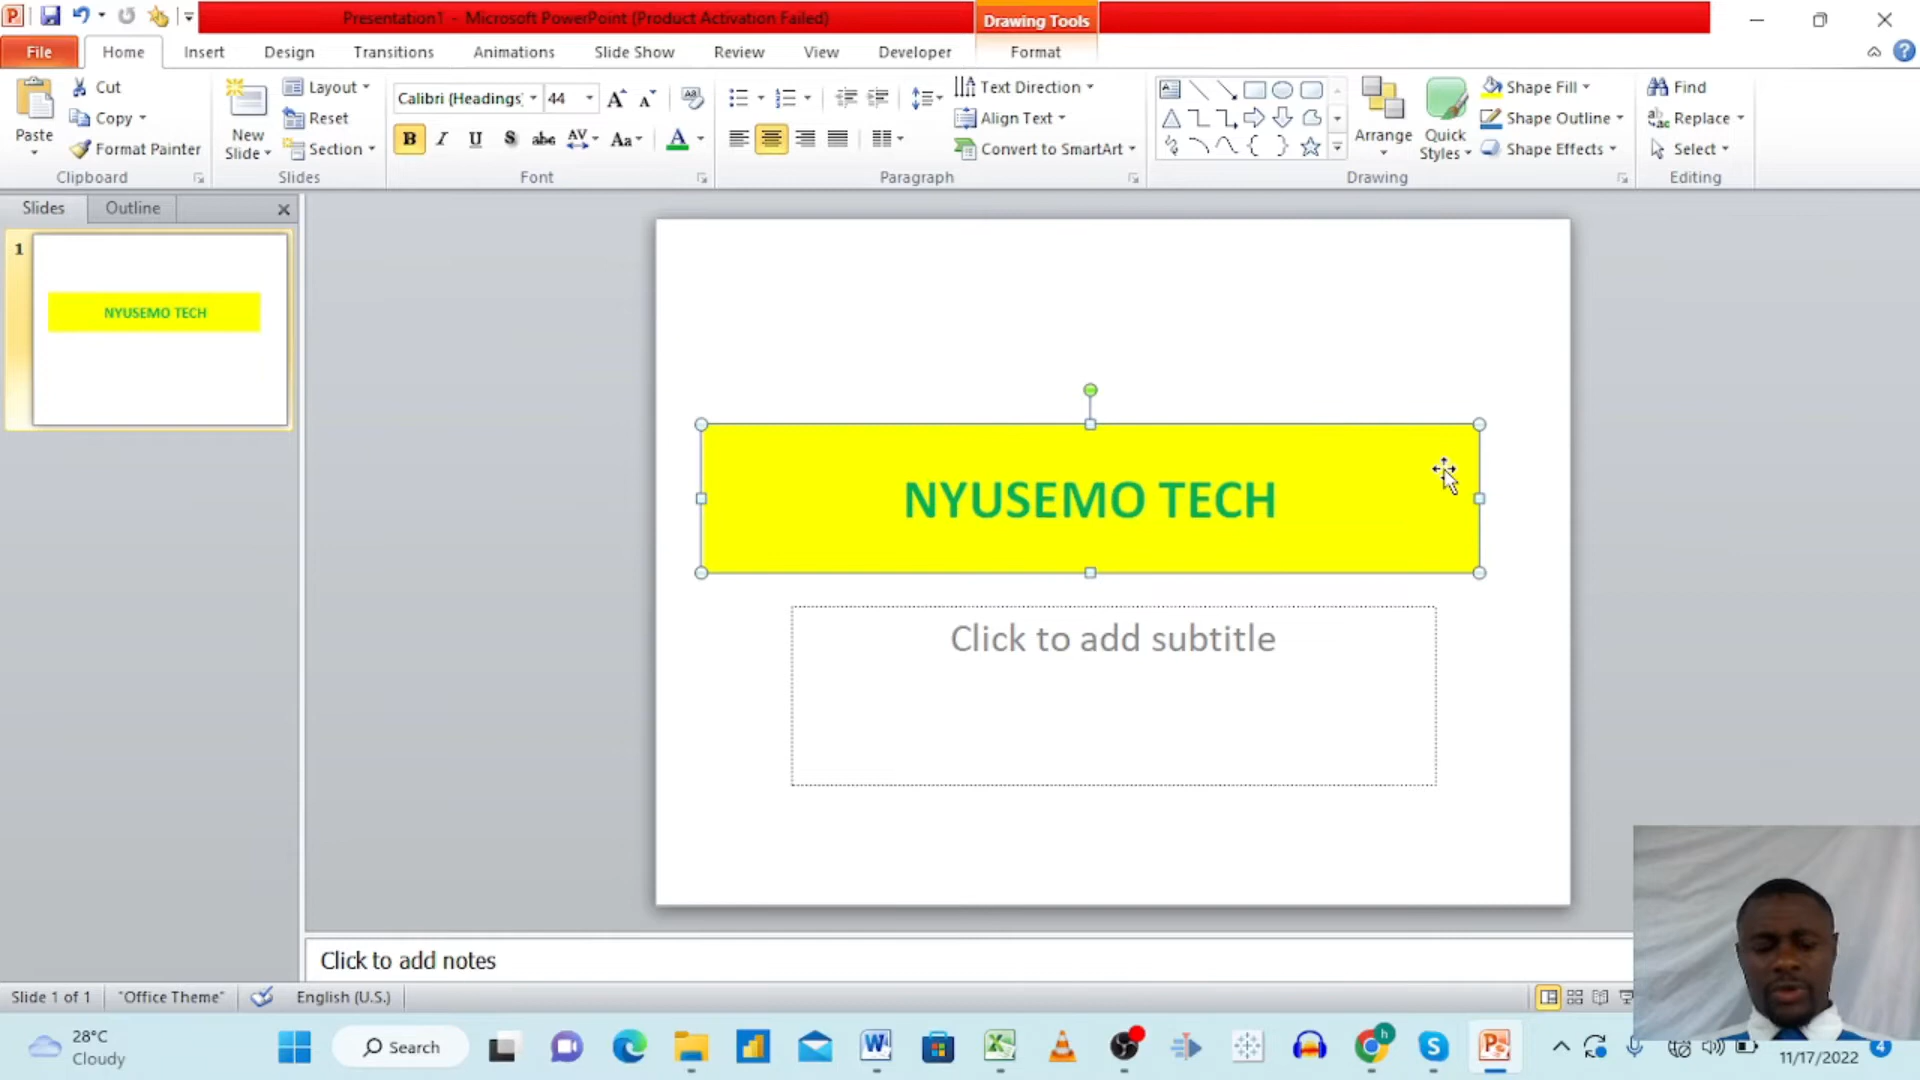 Presentation1 - Microsoft PowerPoint (Product Activation Failed)
Drawing Tools
File Home Insert Design Transitions Animations Slide Show Review View Developer Format
Cut
Copy
Format Painter
Paste
Clipboard
New Slide
Layout
Reset
Section
Slides
Calibri (Headings) 44
B I U S abc AV Aa A
Font
Text Direction
Align Text
Convert to SmartArt
Paragraph
Arrange
Quick Styles
Shape Fill
Shape Outline
Shape Effects
Drawing
Find
Replace
Select
Editing
Slides Outline
1
NYUSEMO TECH
NYUSEMO TECH
Click to add subtitle
Click to add notes
Slide 1 of 1 "Office Theme" English (U.S.)
28°C
Cloudy
Search
11/17/2022 4